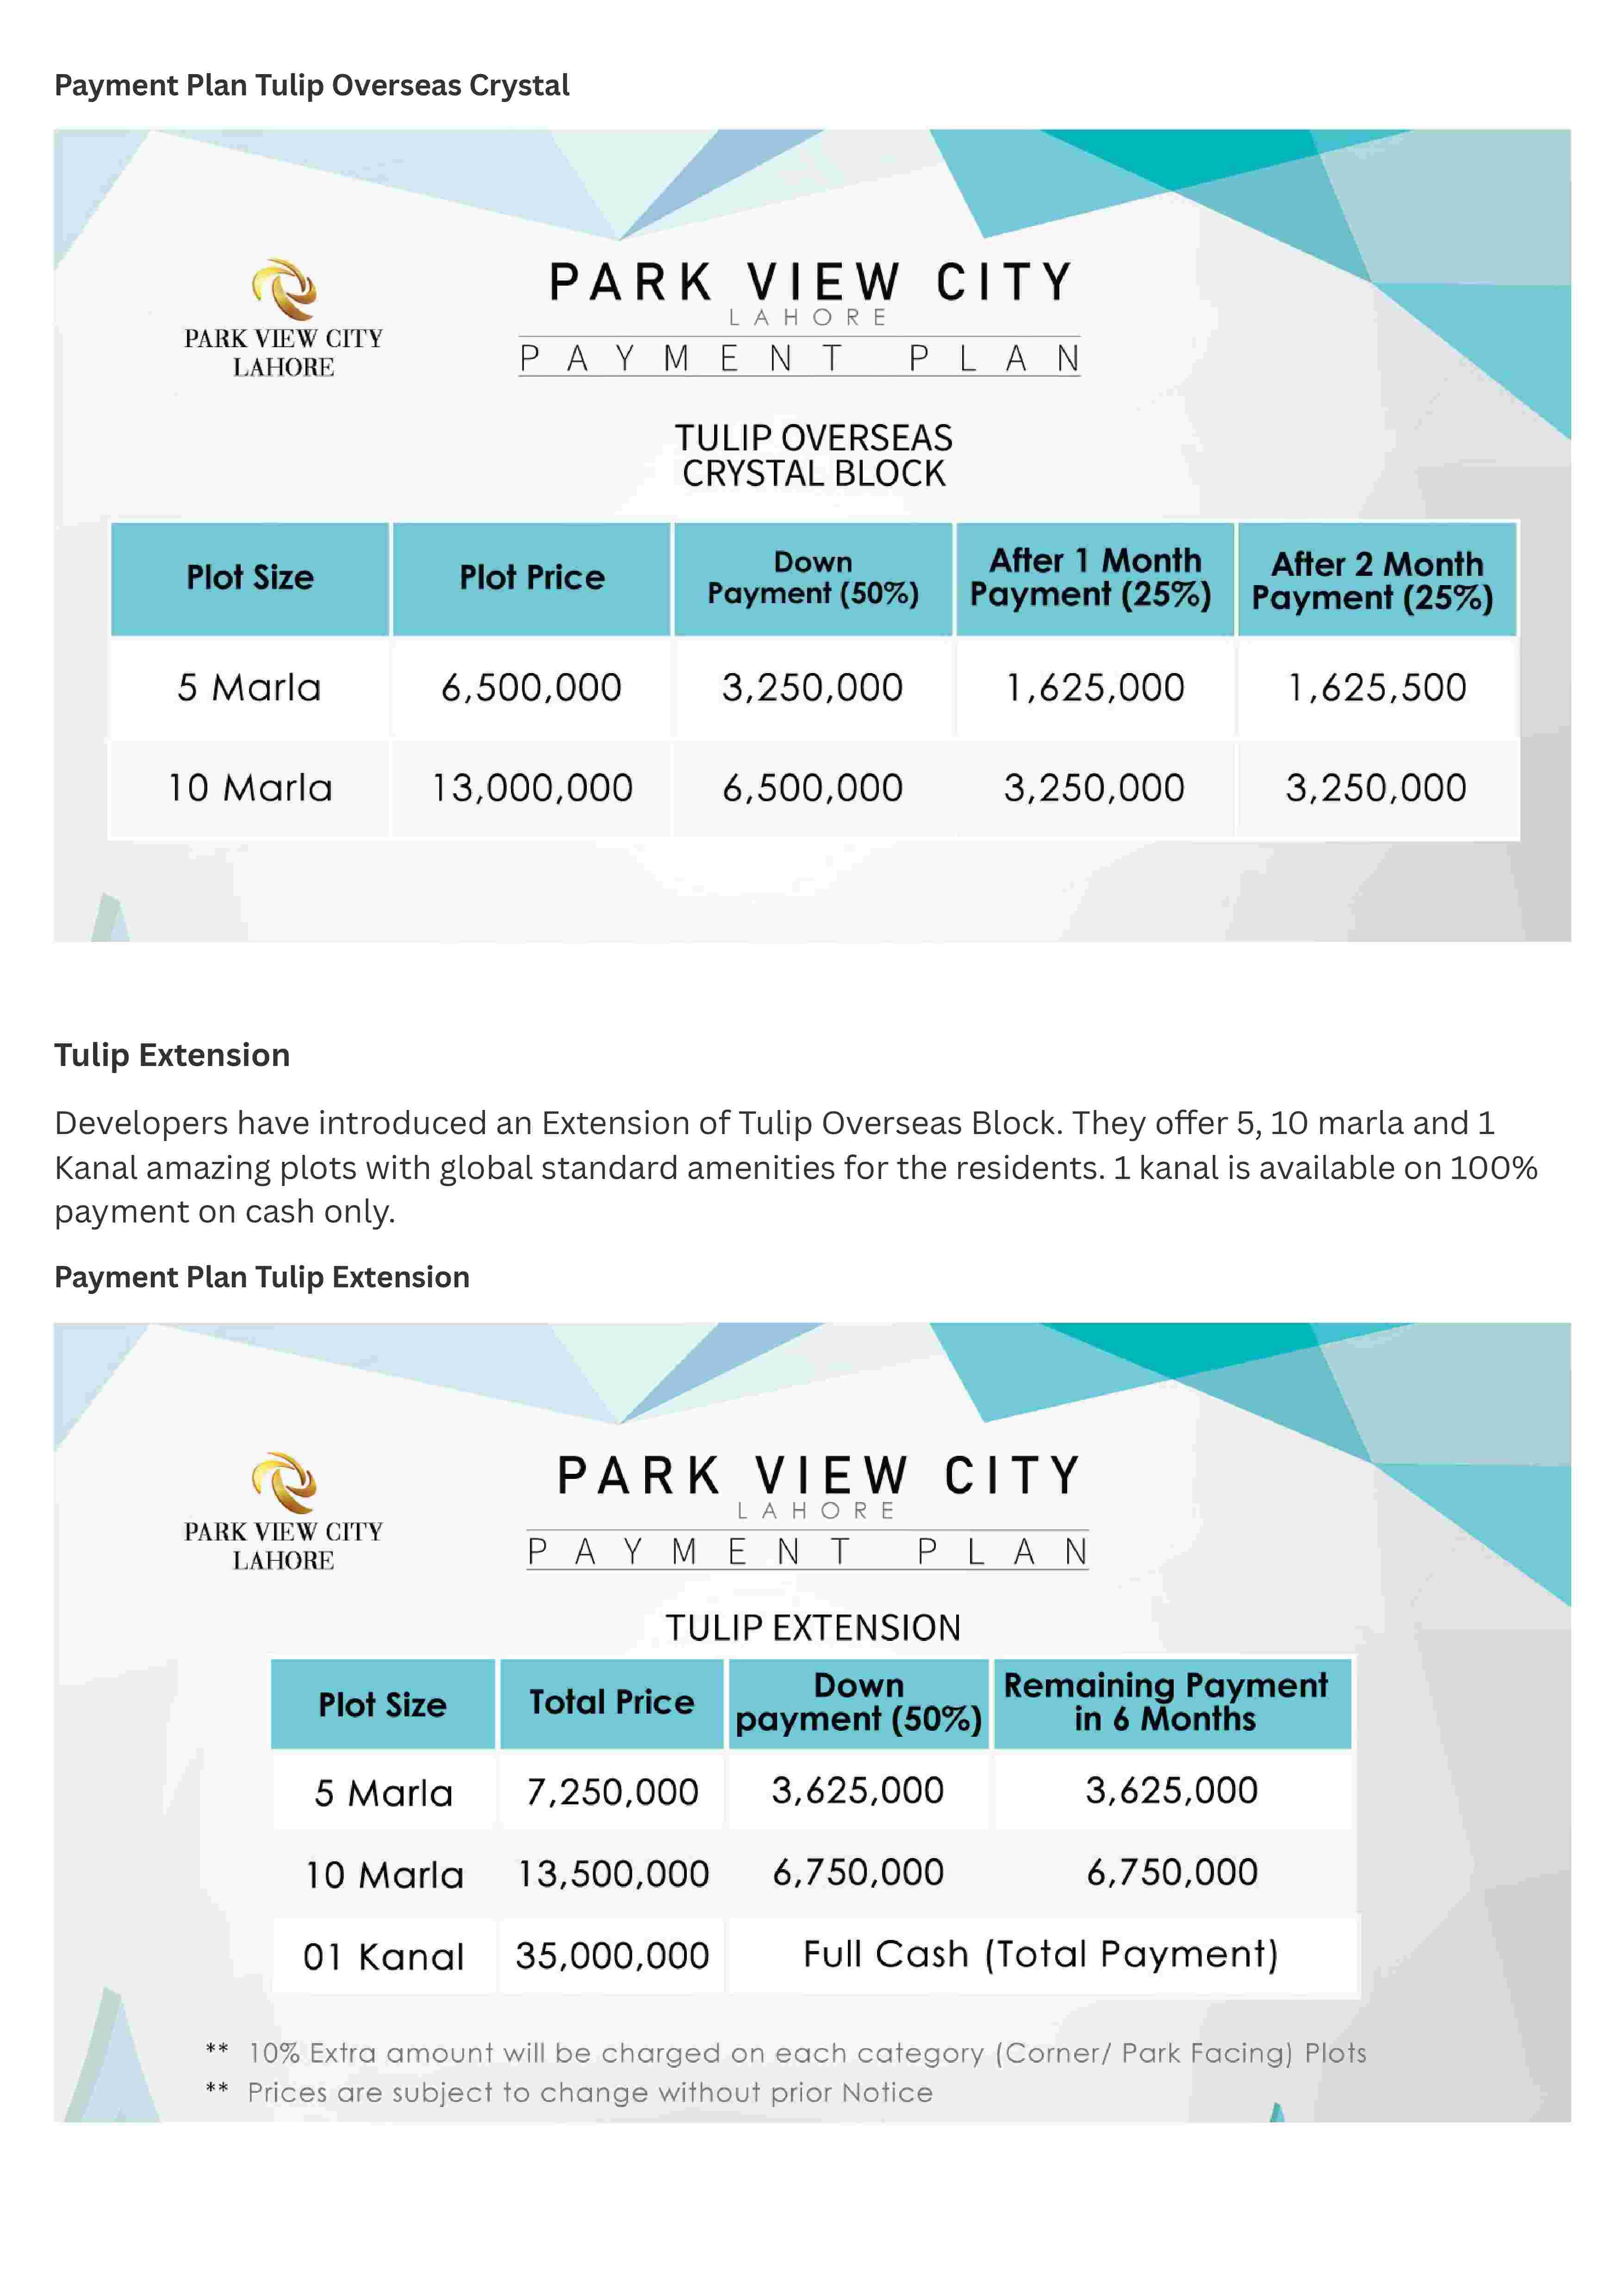 Payment Plan Tulip Overseas Crystal
PARK VIEW CITY
LAHORE
PARK VIEW CITY
LAHORE
PAYMENT PLAN
TULIP OVERSEAS
CRYSTAL BLOCK
Plot Size Plot Price Down Payment (50%) After 1 Month Payment (25%) After 2 Month Payment (25%)
5 Marla 6,500,000 3,250,000 1,625,000 1,625,500
10 Marla 13,000,000 6,500,000 3,250,000 3,250,000
Tulip Extension
Developers have introduced an Extension of Tulip Overseas Block. They offer 5, 10 marla and 1
Kanal amazing plots with global standard amenities for the residents. 1 kanal is available on 100%
payment on cash only.
Payment Plan Tulip Extension
PARK VIEW CITY
LAHORE
PARK VIEW CITY
LAHORE
PAYMENT PLAN
TULIP EXTENSION
Plot Size Total Price Down payment (50%) Remaining Payment in 6 Months
5 Marla 7,250,000 3,625,000 3,625,000
10 Marla 13,500,000 6,750,000 6,750,000
01 Kanal 35,000,000 Full Cash (Total Payment)
** 10% Extra amount will be charged on each category (Corner/ Park Facing) Plots
** Prices are subject to change without prior Notice